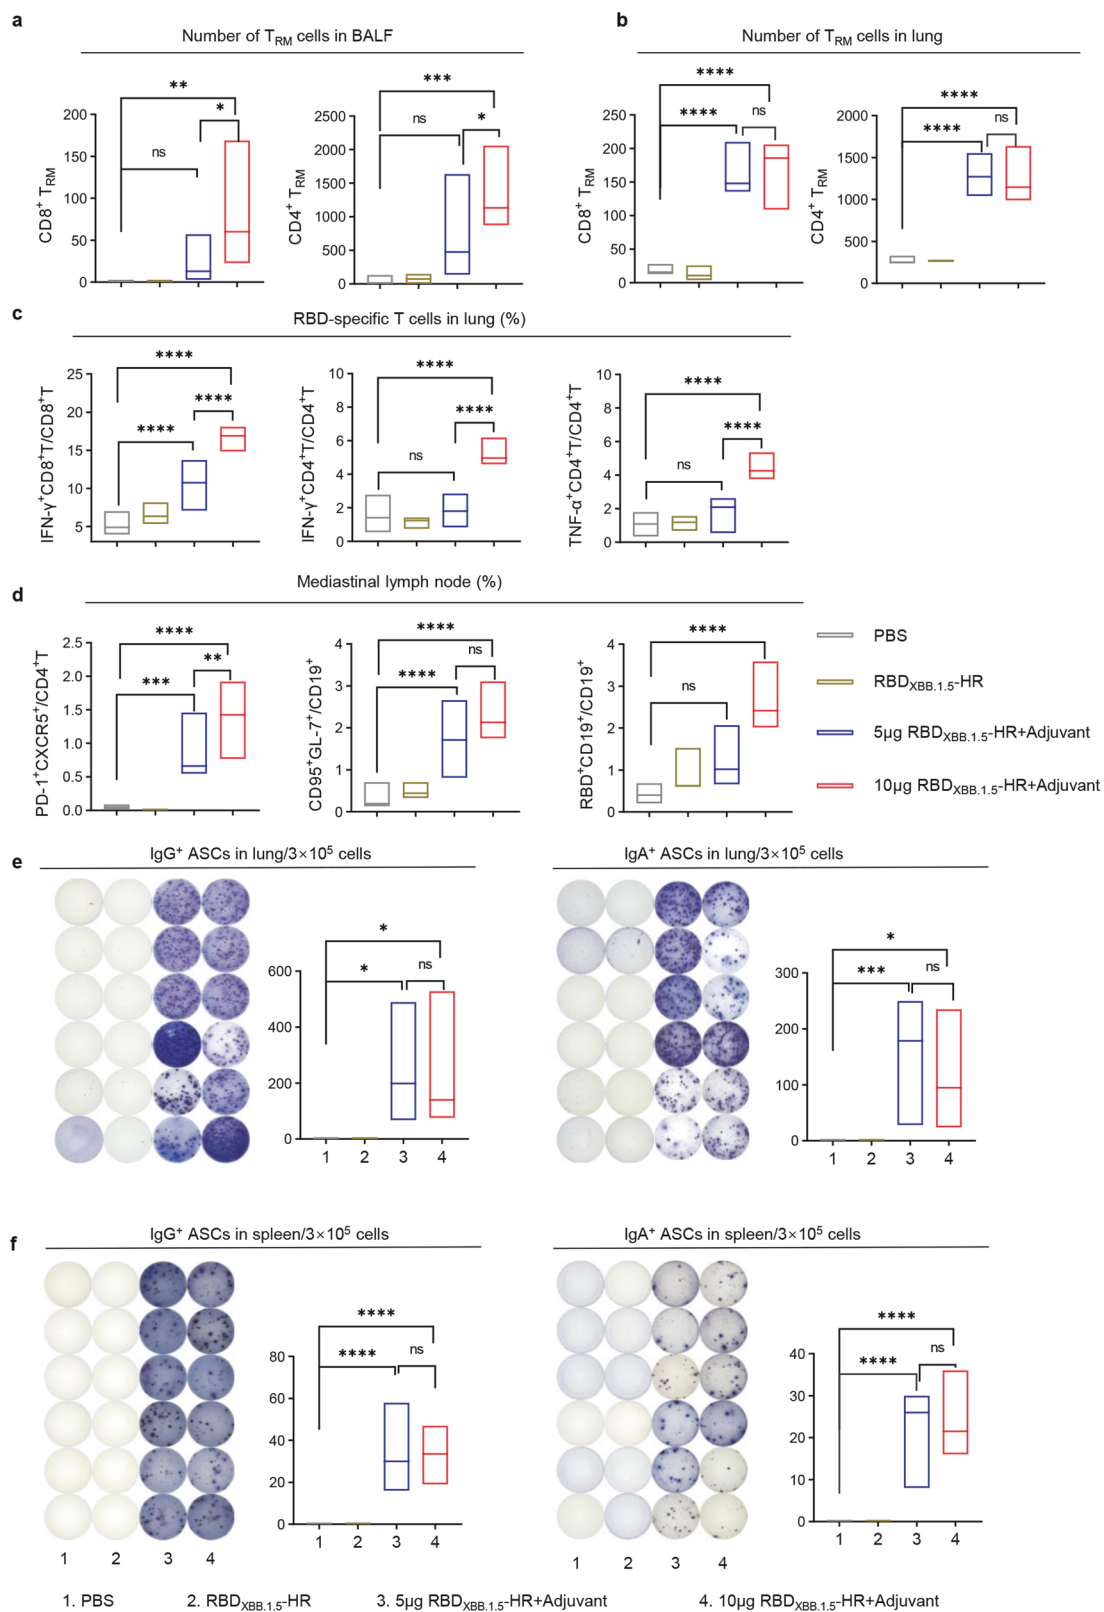 a
Number of T_RM cells in BALF
b
Number of T_RM cells in lung
CD8⁺ T_RM
200
150
100
50
0
**
*
ns
CD4⁺ T_RM
2500
2000
1500
1000
500
0
***
ns
*
CD8⁺ T_RM
250
200
150
100
50
0
****
****
ns
CD4⁺ T_RM
2000
1500
1000
500
0
****
****
ns
c
RBD-specific T cells in lung (%)
IFN-γ⁺CD8⁺T/CD8⁺T
25
20
15
10
5
****
****
****
IFN-γ⁺CD4⁺T/CD4⁺T
10
8
6
4
2
0
****
****
ns
TNF-α⁺CD4⁺T/CD4⁺T
10
8
6
4
2
0
****
****
ns
d
Mediastinal lymph node (%)
PD-1⁺CXCR5⁺/CD4⁺T
2.5
2.0
1.5
1.0
0.5
0.0
****
**
***
CD95⁺GL-7⁺/CD19⁺
4
3
2
1
0
****
ns
****
RBD⁺CD19⁺/CD19⁺
4
3
2
1
0
****
ns
PBS
RBD_XBB.1.5-HR
5μg RBD_XBB.1.5-HR+Adjuvant
10μg RBD_XBB.1.5-HR+Adjuvant
e
IgG⁺ ASCs in lung/3×10⁵ cells
600
400
200
0
*
*
ns
1 2 3 4
IgA⁺ ASCs in lung/3×10⁵ cells
300
200
100
0
*
***
ns
1 2 3 4
f
IgG⁺ ASCs in spleen/3×10⁵ cells
80
60
40
20
0
****
****
ns
1 2 3 4
1 2 3 4
IgA⁺ ASCs in spleen/3×10⁵ cells
40
30
20
10
0
****
****
ns
1 2 3 4
1 2 3 4
1. PBS 2. RBD_XBB.1.5-HR 3. 5μg RBD_XBB.1.5-HR+Adjuvant 4. 10μg RBD_XBB.1.5-HR+Adjuvant